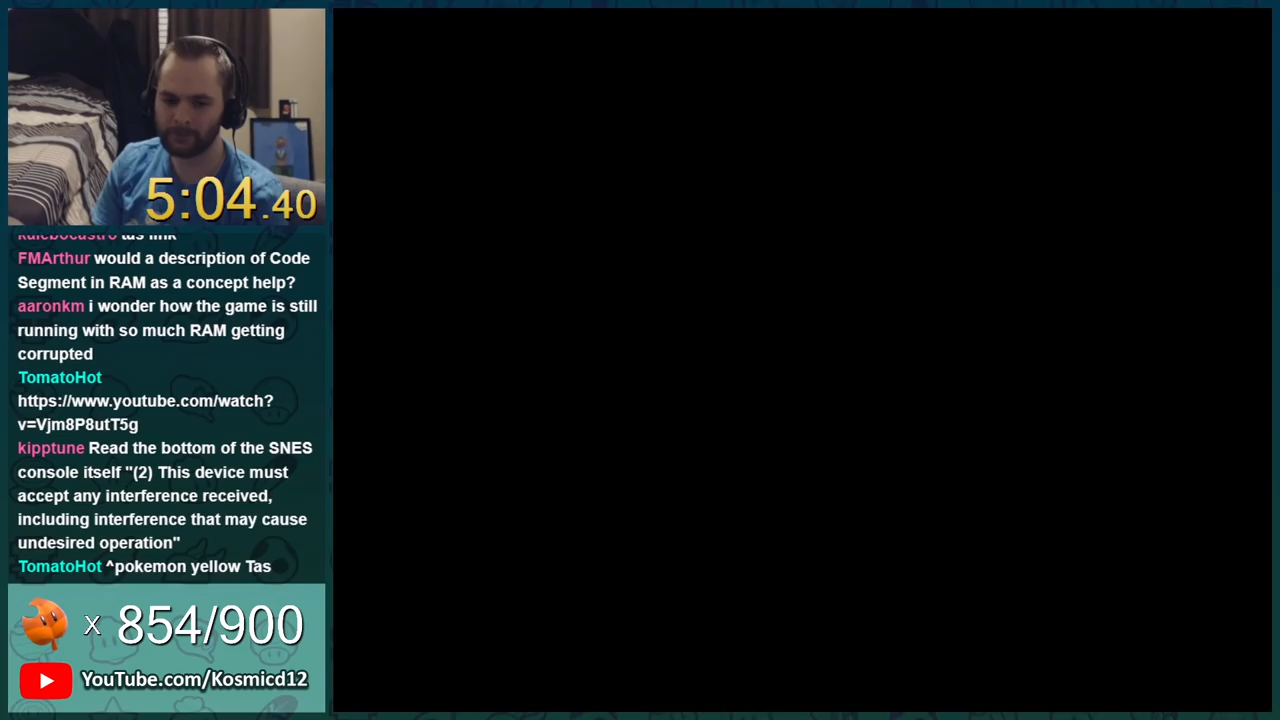 5:04.40
kalebocastro tas link
FMArthur would a description of Code
Segment in RAM as a concept help?
aaronkm i wonder how the game is still
running with so much RAM getting
corrupted
TomatoHot
https://www.youtube.com/watch?
v=Vjm8P8utT5g
kipptune Read the bottom of the SNES
console itself "(2) This device must
accept any interference received,
including interference that may cause
undesired operation"
TomatoHot ^pokemon yellow Tas
x 854/900
YouTube.com/Kosmicd12